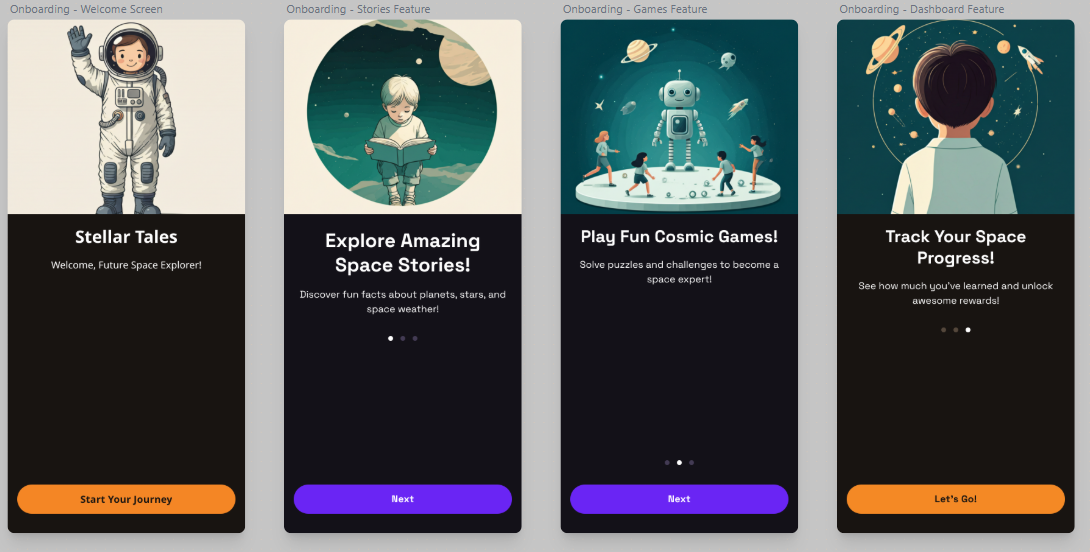 Onboarding - Welcome Screen
Stellar Tales
Welcome, Future Space Explorer!
Start Your Journey
Onboarding - Stories Feature
Explore Amazing
Space Stories!
Discover fun facts about planets, stars, and
space weather!
Next
Onboarding - Games Feature
Play Fun Cosmic Games!
Solve puzzles and challenges to become a
space expert!
Next
Onboarding - Dashboard Feature
Track Your Space
Progress!
See how much you've learned and unlock
awesome rewards!
Let's Go!